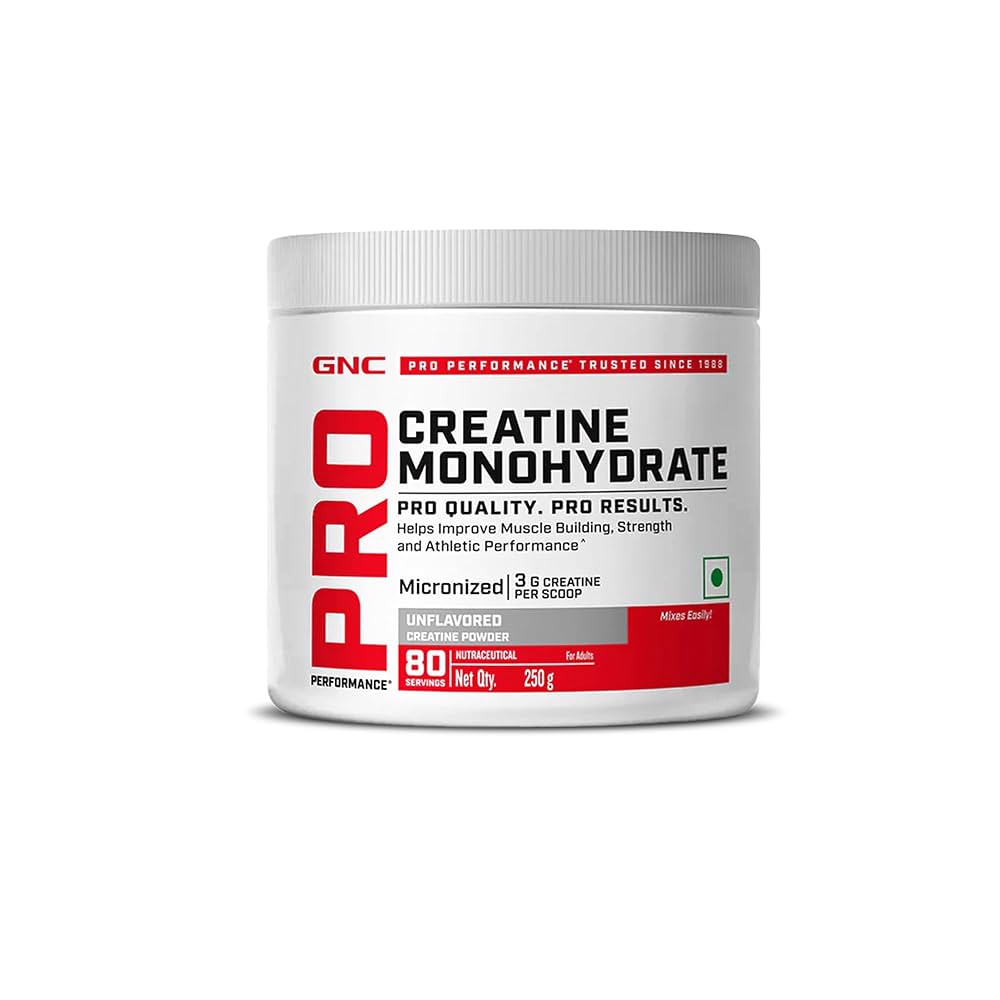 GNC
PRO PERFORMANCE® TRUSTED SINCE 1988
PRO
PERFORMANCE®
CREATINE
MONOHYDRATE
PRO QUALITY. PRO RESULTS.
Helps Improve Muscle Building, Strength
and Athletic Performance^
Micronized
3 G CREATINE
PER SCOOP
UNFLAVORED
CREATINE POWDER
Mixes Easily!
80
SERVINGS
NUTRACEUTICAL
For Adults
Net Qty. 250 g